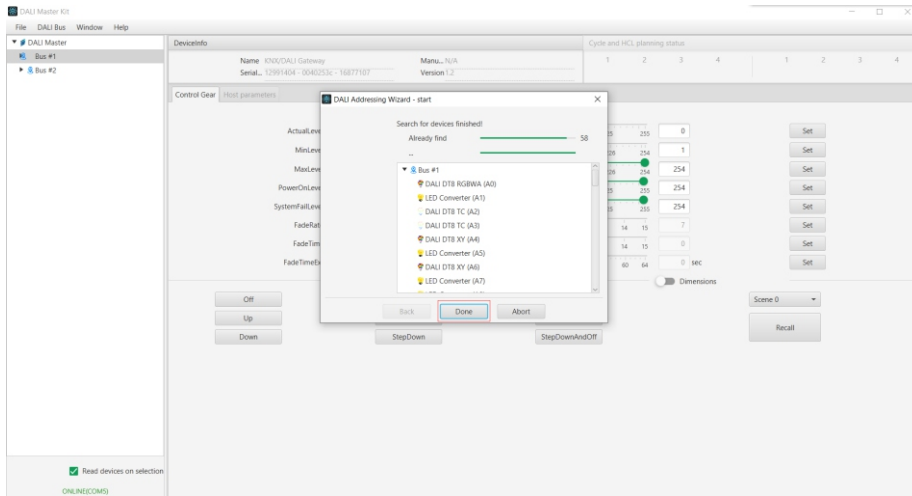 DALI Master Kit
File DALI Bus Window Help
DALI Master
Bus #1
Bus #2
DeviceInfo
Name KNX/DALI Gateway Manu... N/A
Serial... 12991404 - 0040253c - 16877107 Version 1.2
Cycle and HCL planning status
1 2 3 4 1 2 3 4
Control Gear Host parameters
DALI Addressing Wizard - start
Search for devices finished!
Already find 58
...
Bus #1
DALI DT8 RGBWA (A0)
LED Converter (A1)
DALI DT8 TC (A2)
DALI DT8 TC (A3)
DALI DT8 XY (A4)
LED Converter (A5)
DALI DT8 XY (A6)
LED Converter (A7)
Back Done Abort
ActualLeve 255 0 Set
MinLeve 254 1 Set
MaxLeve 254 254 Set
PowerOnLeve 255 254 Set
SystemFailLeve 255 254 Set
FadeRat 14 15 7 Set
FadeTim 14 15 0 Set
FadeTimeEx 60 64 0 sec Set
Dimensions
Off
Up
Down StepDown StepDownAndOff
Scene 0
Recall
Read devices on selection
ONLINE(COM5)